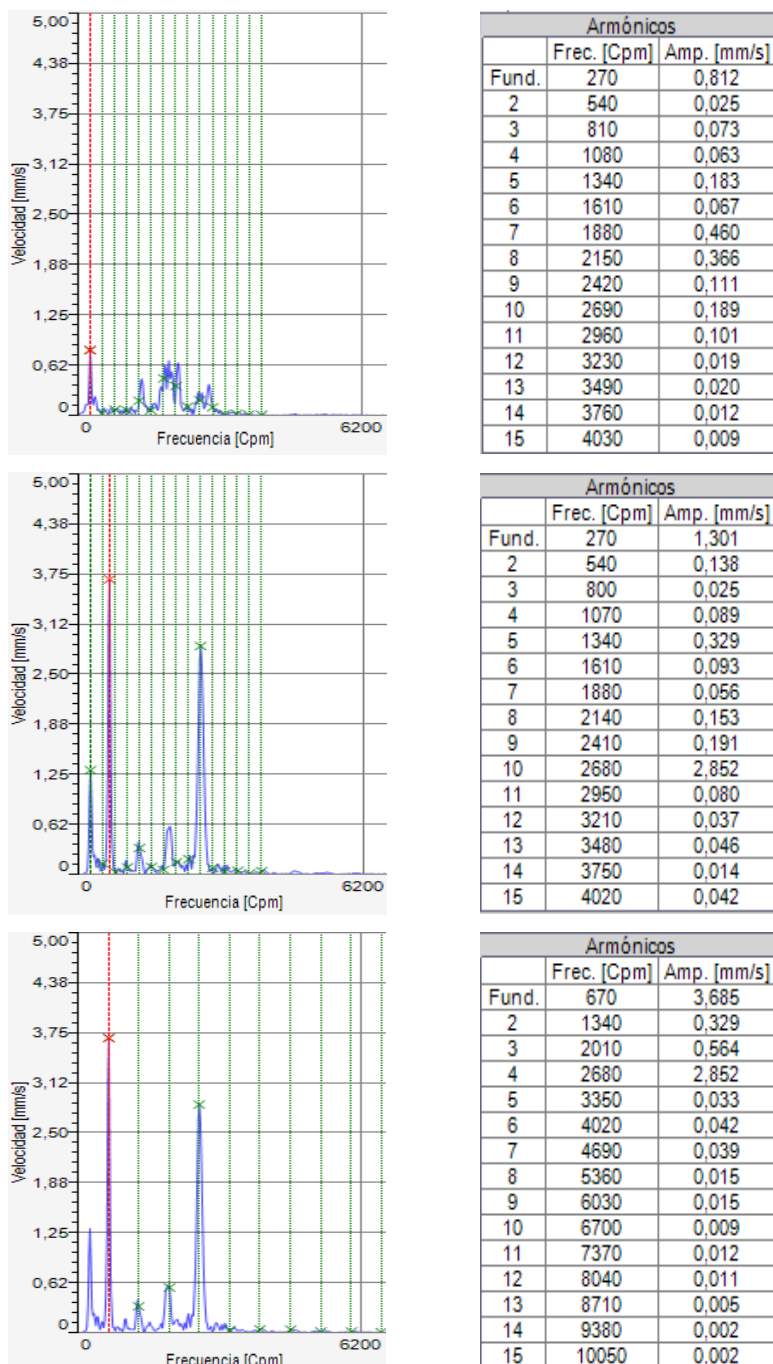 5,00
4,38
3,75
3,12
2,50
1,88
1,25
0,62
0
Velocidad [mm/s]
0 6200
Frecuencia [Cpm]
Armónicos
Frec. [Cpm] Amp. [mm/s]
Fund. 270 0,812
2 540 0,025
3 810 0,073
4 1080 0,063
5 1340 0,183
6 1610 0,067
7 1880 0,460
8 2150 0,366
9 2420 0,111
10 2690 0,189
11 2960 0,101
12 3230 0,019
13 3490 0,020
14 3760 0,012
15 4030 0,009
5,00
4,38
3,75
3,12
2,50
1,88
1,25
0,62
0
Velocidad [mm/s]
0 6200
Frecuencia [Cpm]
Armónicos
Frec. [Cpm] Amp. [mm/s]
Fund. 270 1,301
2 540 0,138
3 800 0,025
4 1070 0,089
5 1340 0,329
6 1610 0,093
7 1880 0,056
8 2140 0,153
9 2410 0,191
10 2680 2,852
11 2950 0,080
12 3210 0,037
13 3480 0,046
14 3750 0,014
15 4020 0,042
5,00
4,38
3,75
3,12
2,50
1,88
1,25
0,62
0
Velocidad [mm/s]
0 6200
Frecuencia [Cpm]
Armónicos
Frec. [Cpm] Amp. [mm/s]
Fund. 670 3,685
2 1340 0,329
3 2010 0,564
4 2680 2,852
5 3350 0,033
6 4020 0,042
7 4690 0,039
8 5360 0,015
9 6030 0,015
10 6700 0,009
11 7370 0,012
12 8040 0,011
13 8710 0,005
14 9380 0,002
15 10050 0,002